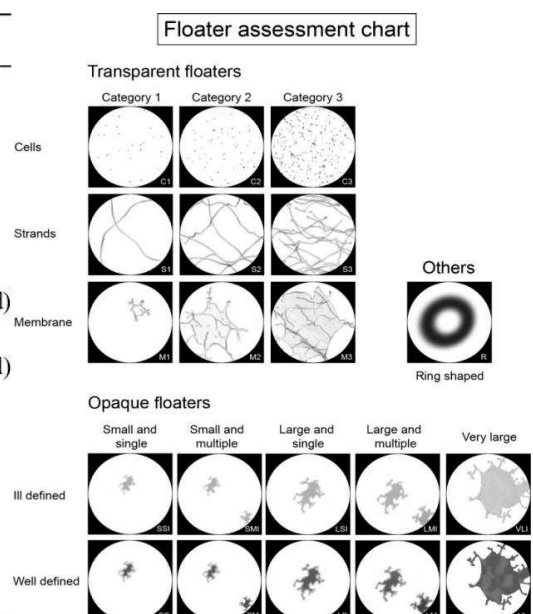 Floater assessment chart
Transparent floaters
Category 1 Category 2 Category 3
Cells
C1 C2 C3
Strands
S1 S2 S3
d)
Membrane
M1 M2 M3
Others
R
Ring shaped
d)
Opaque floaters
Small and single Small and multiple Large and single Large and multiple Very large
Ill defined
SSI SMI LSI LMI VLI
Well defined